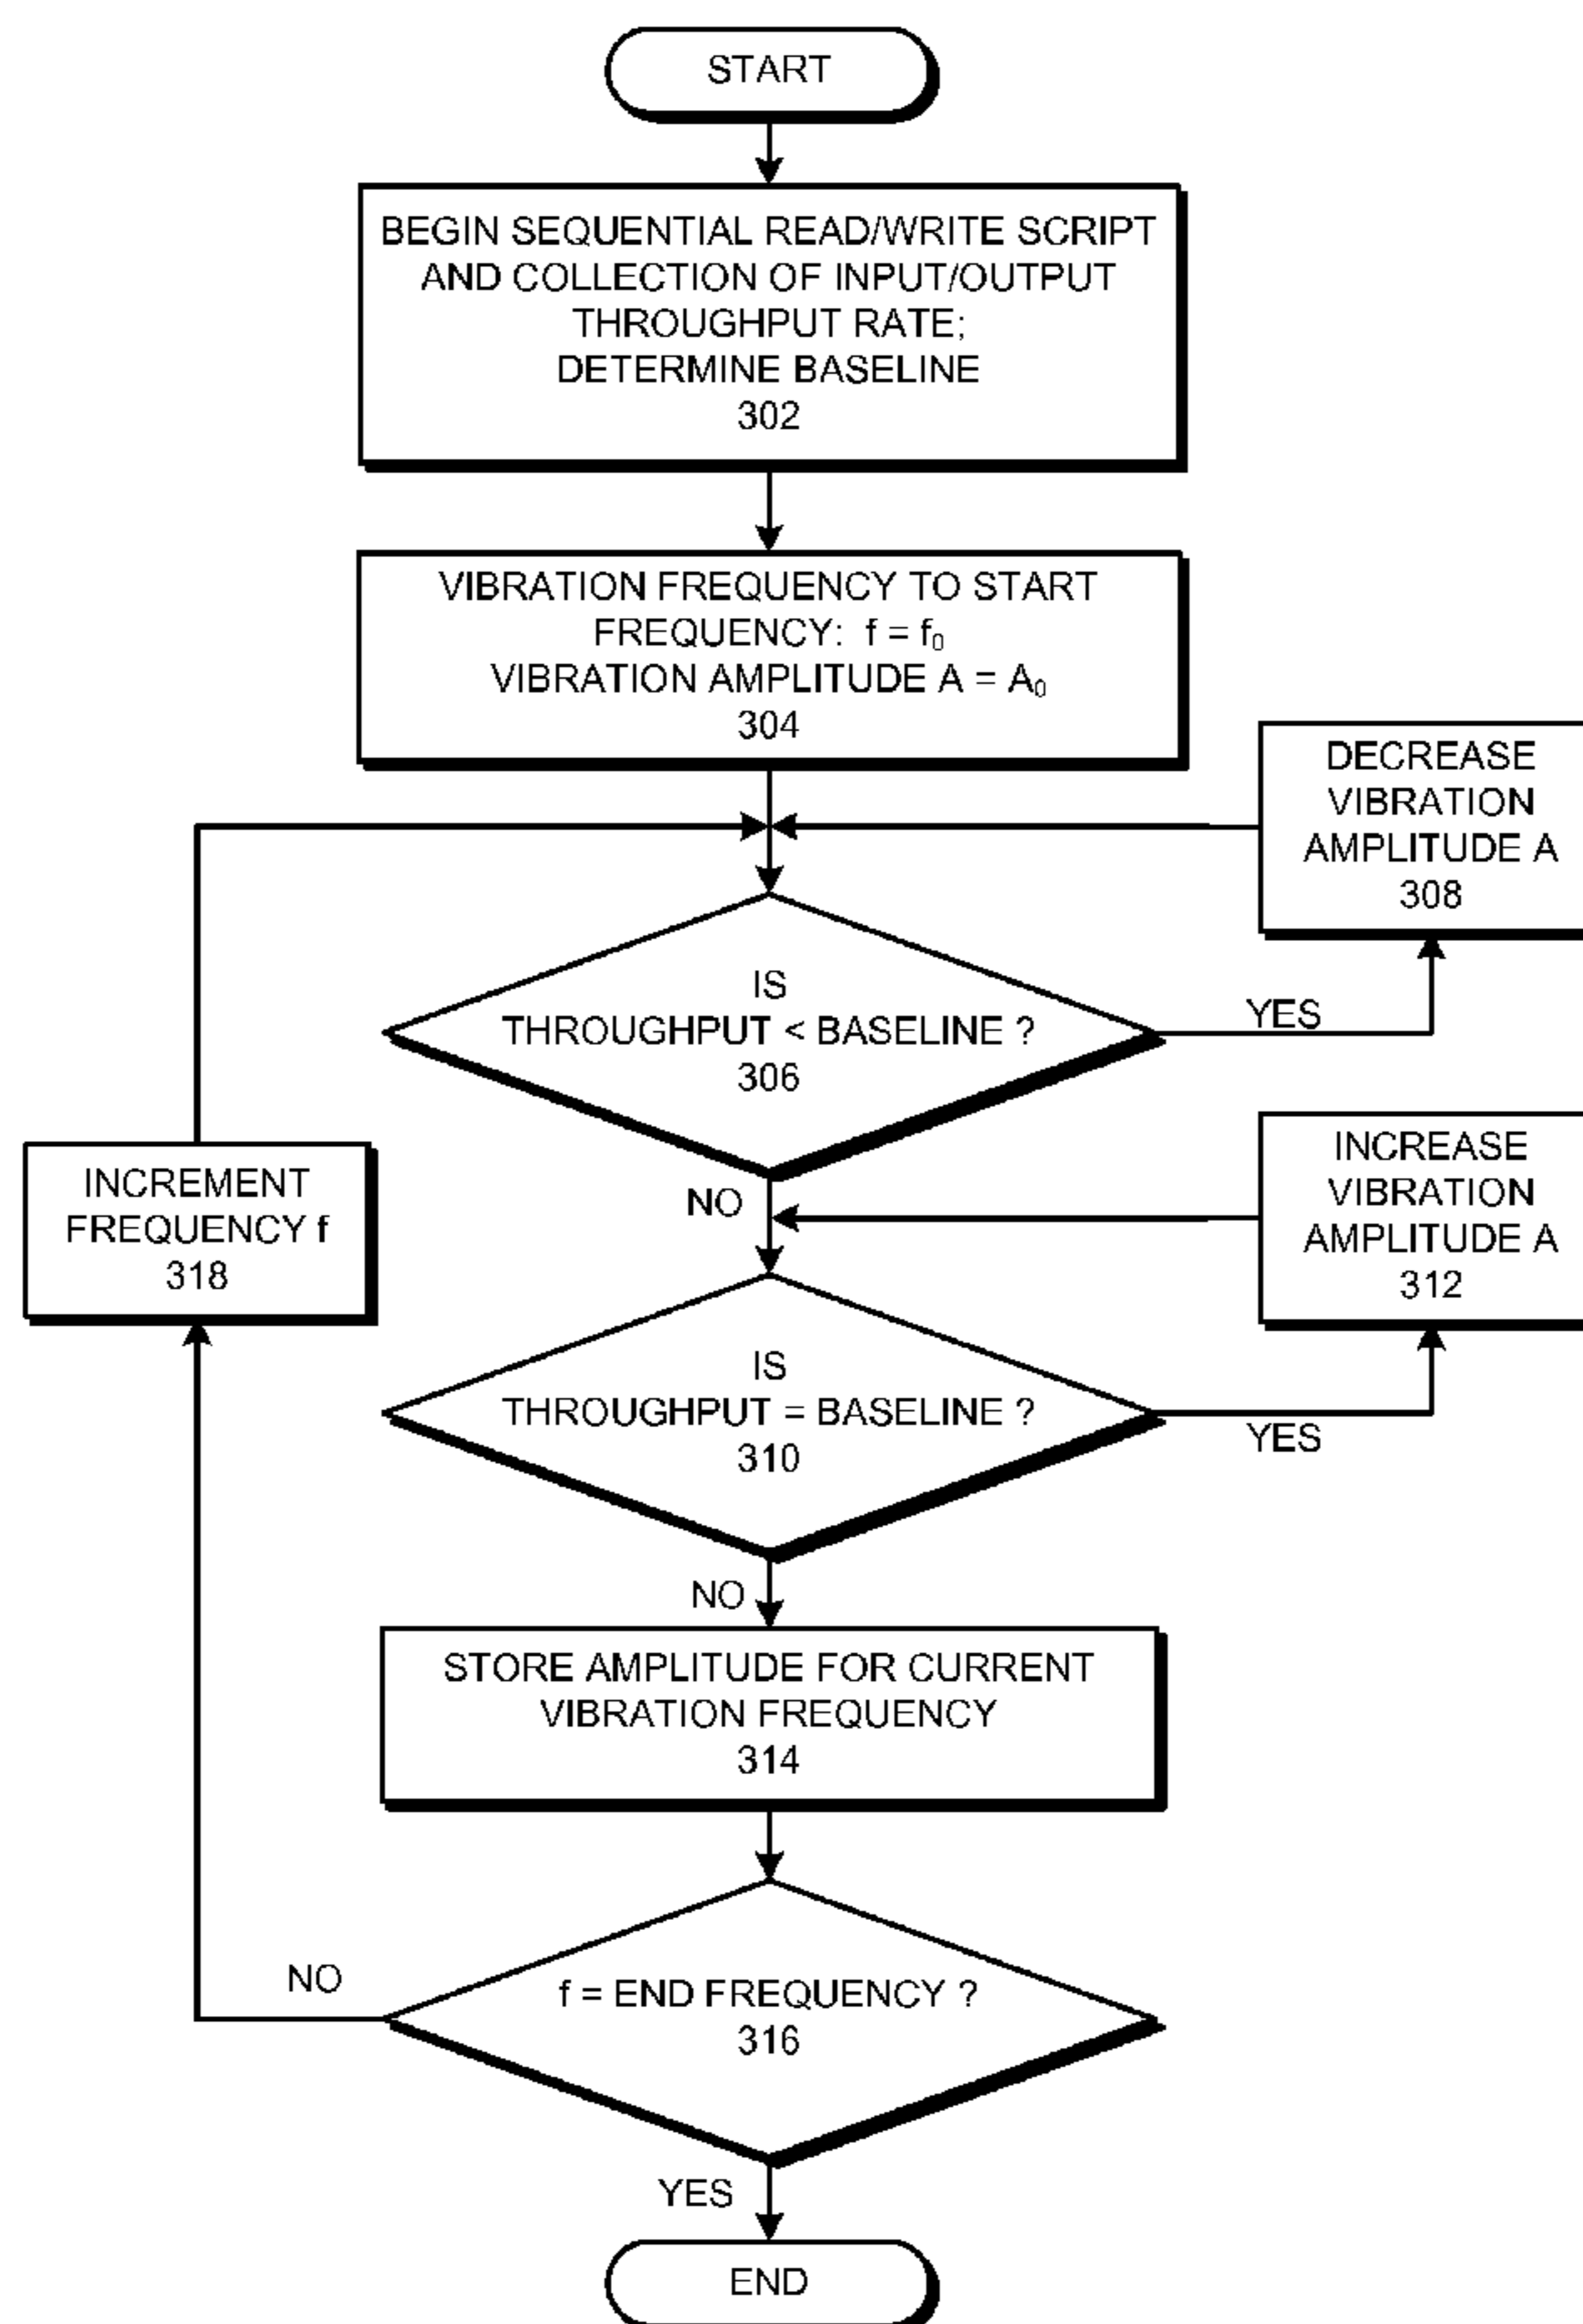 START
BEGIN SEQUENTIAL READ/WRITE SCRIPT
AND COLLECTION OF INPUT/OUTPUT
THROUGHPUT RATE;
DETERMINE BASELINE
302
VIBRATION FREQUENCY TO START
FREQUENCY: f = f₀
VIBRATION AMPLITUDE A = A₀
304
DECREASE
VIBRATION
AMPLITUDE A
308
IS
THROUGHPUT < BASELINE ?
306
YES
NO
INCREASE
VIBRATION
AMPLITUDE A
312
INCREMENT
FREQUENCY f
318
IS
THROUGHPUT = BASELINE ?
310
YES
NO
STORE AMPLITUDE FOR CURRENT
VIBRATION FREQUENCY
314
NO
f = END FREQUENCY ?
316
YES
END